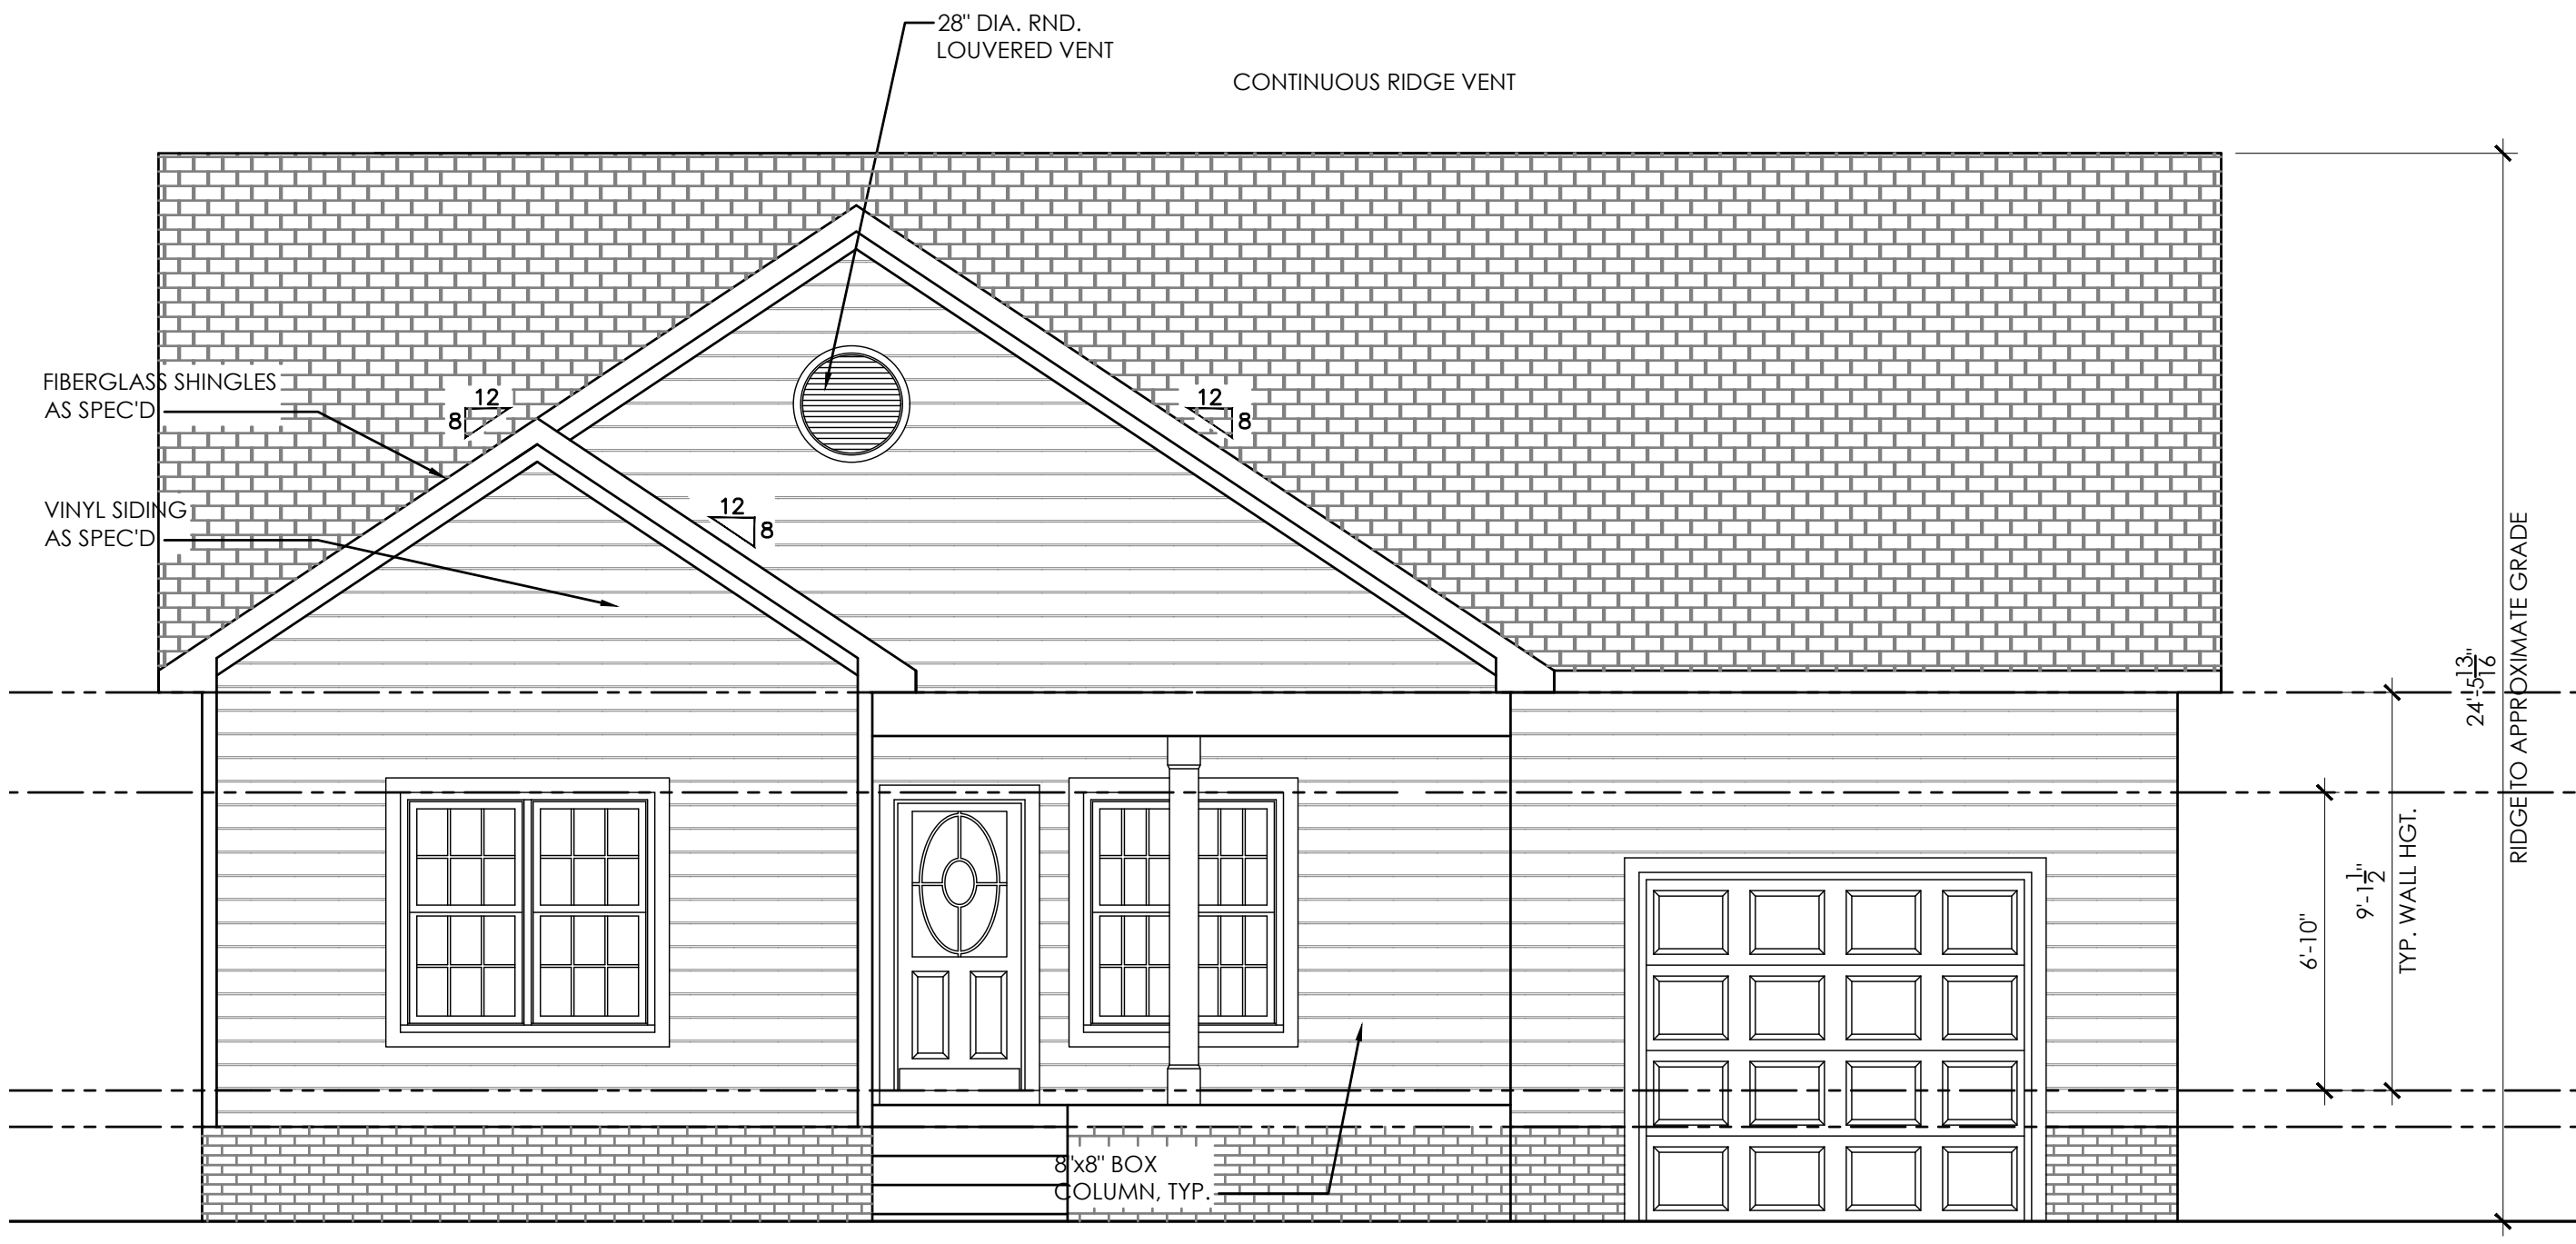 28" DIA. RND.
LOUVERED VENT
CONTINUOUS RIDGE VENT
FIBERGLASS SHINGLES
AS SPEC'D
12
8
12
8
VINYL SIDING
AS SPEC'D
12
8
24'-5 13/16"
RIDGE TO APPROXIMATE GRADE
9'-1 1/2"
TYP. WALL HGT.
6'-10"
8"x8" BOX
COLUMN, TYP.